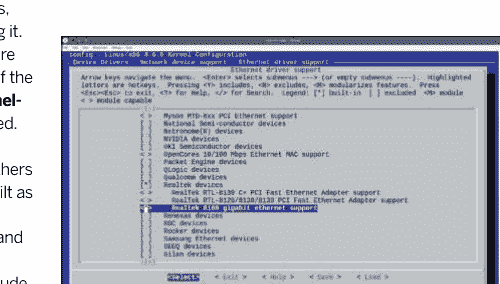 s,
g it.
re
f the
nel-
ed.
thers
ilt as
and
ude
.config - Linux/x86 6.6.0 Kernel Configuration
Device Drivers Network device support Ethernet driver support
Ethernet driver support
Arrow keys navigate the menu. <Enter> selects submenus ---> (or empty submenus ----). Highlighted
letters are hotkeys. Pressing <Y> includes, <N> excludes, <M> modularizes features. Press
<Esc><Esc> to exit, <?> for Help, </> for Search. Legend: [*] built-in [ ] excluded <M> module
< > module capable
Myson MTD-8xx PCI Ethernet support
National Semi-conductor devices
Netronome(R) devices
NVIDIA devices
OKI Semiconductor devices
< > OpenCores 10/100 Mbps Ethernet MAC support
Packet Engine devices
QLogic devices
Qualcomm devices
Realtek devices
< > RealTek RTL-8139 C+ PCI Fast Ethernet Adapter support
< > RealTek RTL-8129/8130/8139 PCI Fast Ethernet Adapter support
Realtek 8169 gigabit ethernet support
Renesas devices
RDC devices
Rocker devices
Samsung Ethernet devices
SEEQ devices
Silan devices
<Select> < Exit > < Help > < Save > < Load >